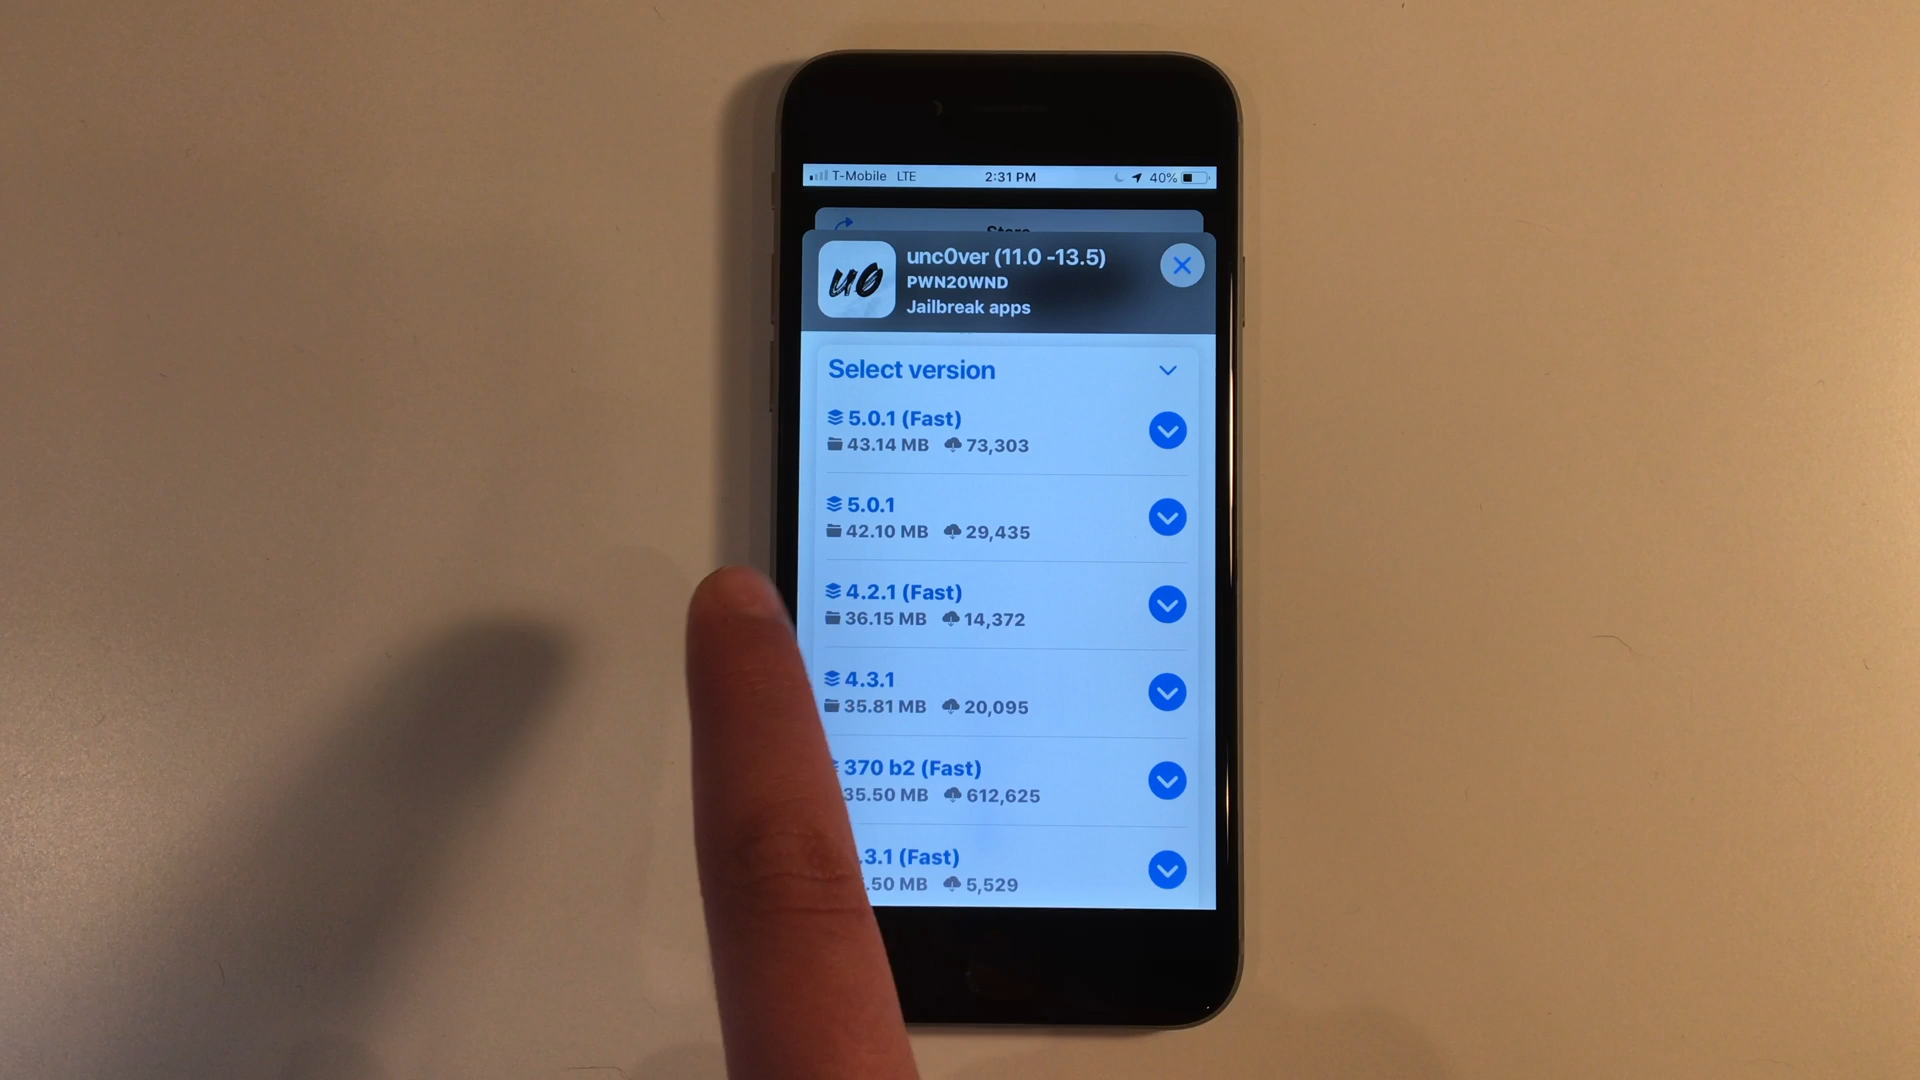 T-Mobile LTE 2:31 PM 40%
Store
u0
unc0ver (11.0 -13.5)
PWN20WND
Jailbreak apps
Select version
5.0.1 (Fast)
43.14 MB 73,303
5.0.1
42.10 MB 29,435
4.2.1 (Fast)
36.15 MB 14,372
4.3.1
35.81 MB 20,095
370 b2 (Fast)
35.50 MB 612,625
.3.1 (Fast)
.50 MB 5,529